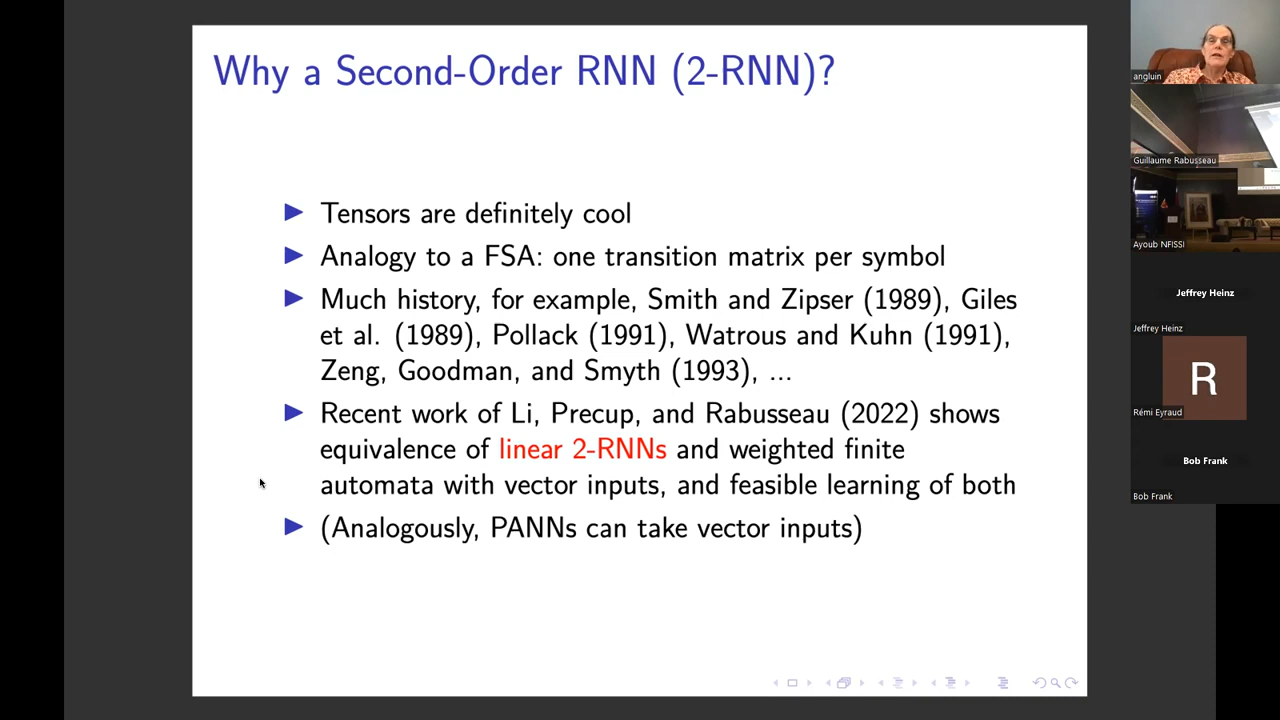 Why a Second-Order RNN (2-RNN)?
Tensors are definitely cool
Analogy to a FSA: one transition matrix per symbol
Much history, for example, Smith and Zipser (1989), Giles
et al. (1989), Pollack (1991), Watrous and Kuhn (1991),
Zeng, Goodman, and Smyth (1993), ...
Recent work of Li, Precup, and Rabusseau (2022) shows
equivalence of linear 2-RNNs and weighted finite
automata with vector inputs, and feasible learning of both
(Analogously, PANNs can take vector inputs)
angluin
Guillaume Rabusseau
Ayoub NFISSI
Jeffrey Heinz
Jeffrey Heinz
R
Rémi Eyraud
Bob Frank
Bob Frank